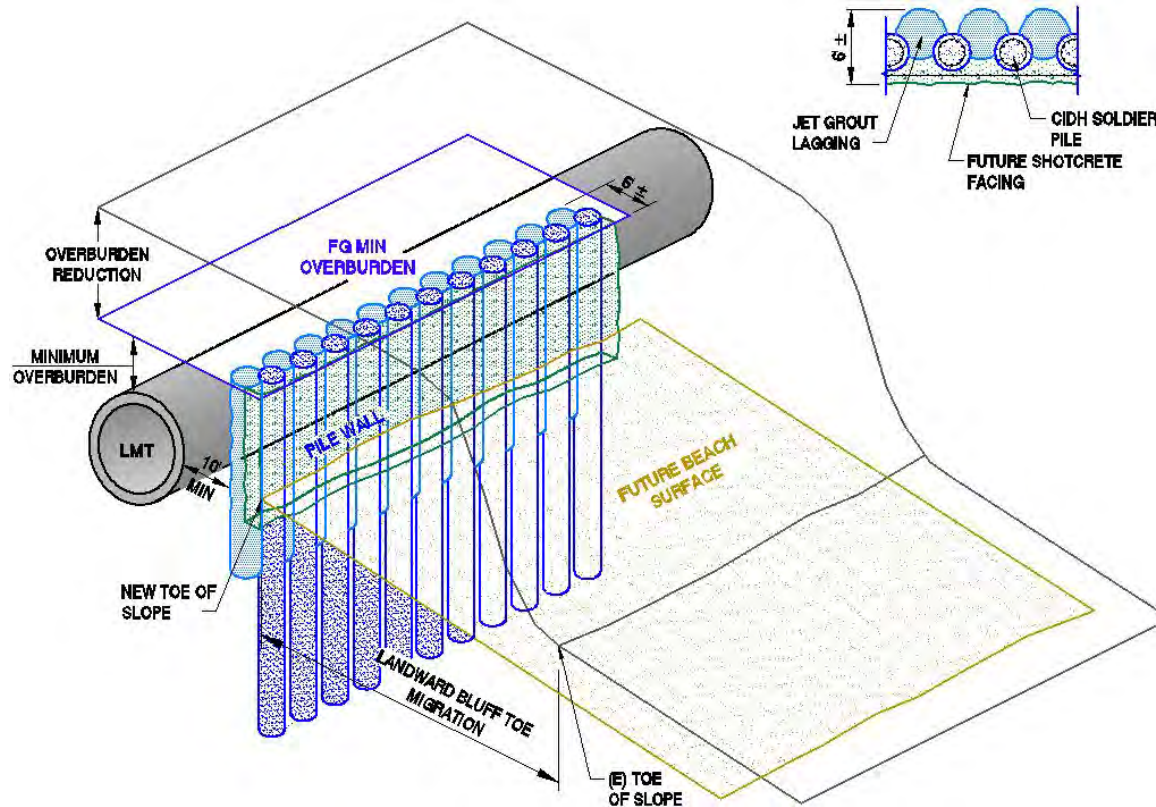 6' ±
JET GROUT
LAGGING
CIDH SOLDIER
PILE
FUTURE SHOTCRETE
FACING
6' ±
OVERBURDEN
REDUCTION
FG MIN
OVERBURDEN
MINIMUM
OVERBURDEN
LMT
10'
MIN
PILE WALL
FUTURE BEACH
SURFACE
NEW TOE OF
SLOPE
LANDWARD BLUFF TOE
MIGRATION
(E) TOE
OF SLOPE